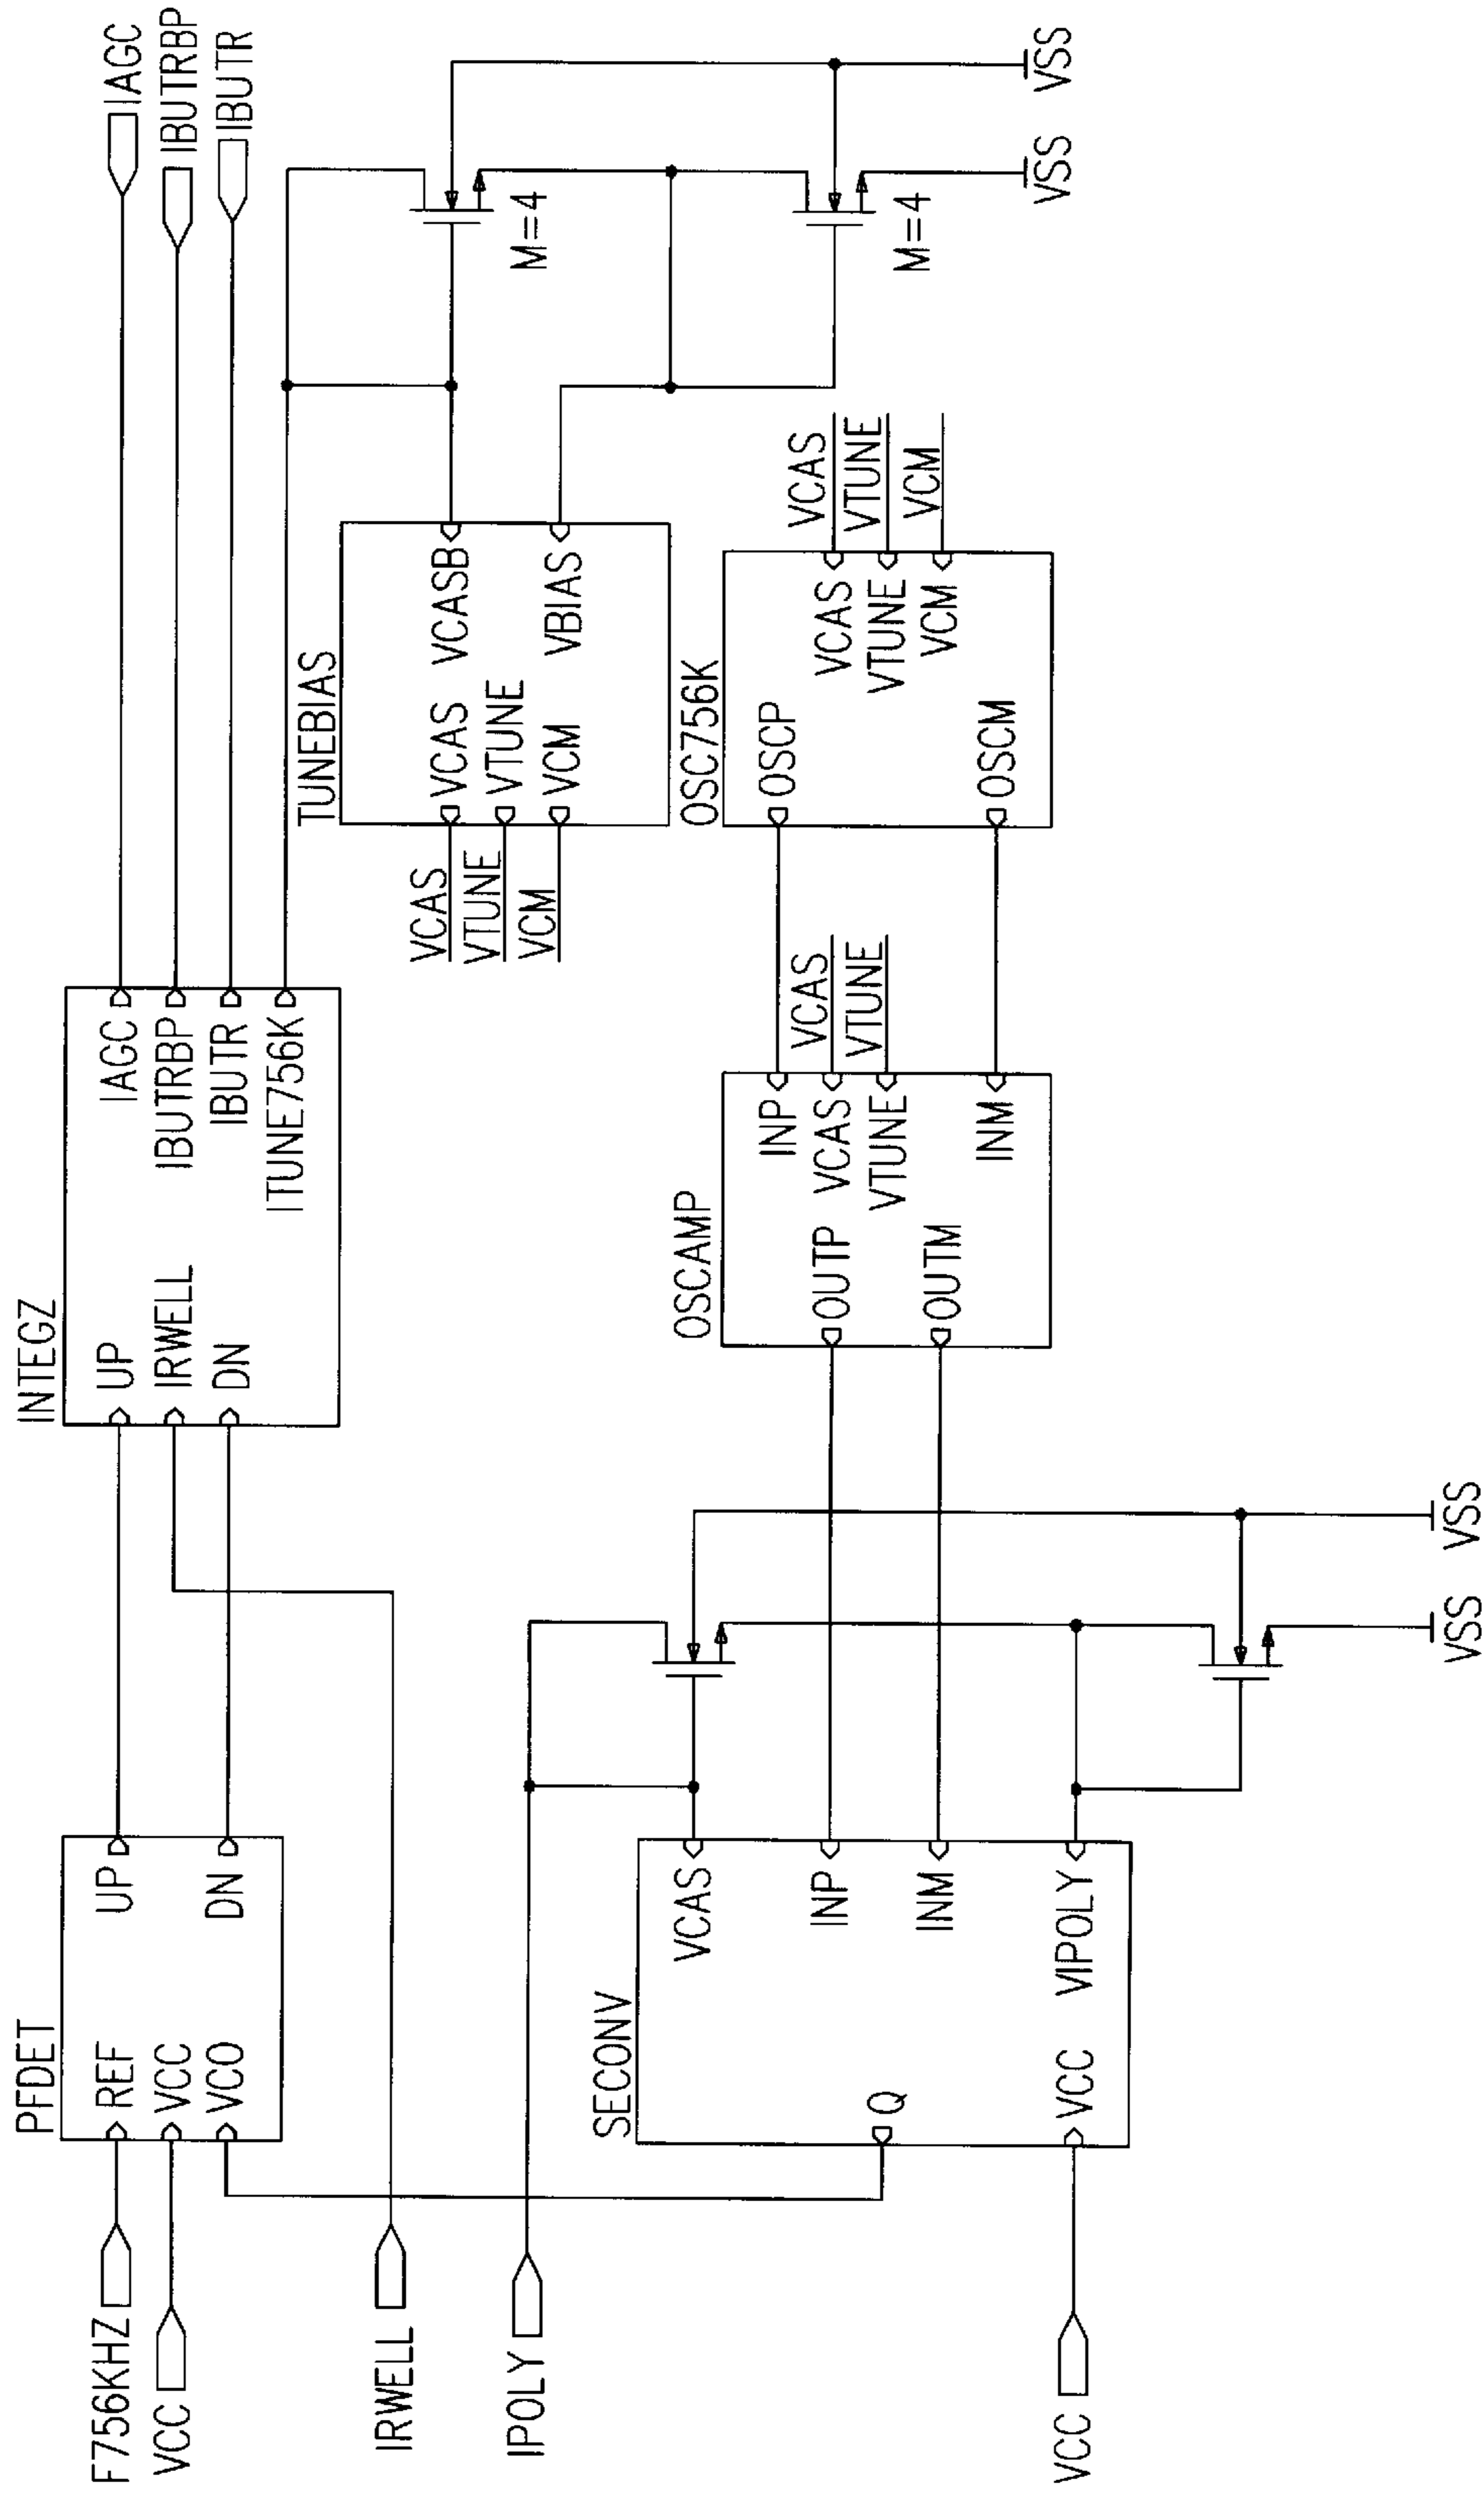 F756KHZ
VCC
IRWELL
IPOLY
VCC
PFDET
REF
VCC
VCO
UP
DN
SECONV
Q
VCC
VCAS
INP
INM
VIPOLY
VSS
VSS
INTEGZ
UP
IRWELL
DN
IAGC
IBUTRBP
IBUTR
ITUNE756K
OSCAMP
OUTP
OUTM
INP
VCAS
VTUNE
INM
VCAS
VTUNE
VCAS
VTUNE
VCM
TUNEBIAS
VCAS
VTUNE
VCM
VCASB
VBIAS
OSC756K
OSCP
OSCM
VCAS
VTUNE
VCM
VCAS
VTUNE
VCM
M=4
M=4
VSS
VSS
IAGC
IBUTRBP
IBUTR